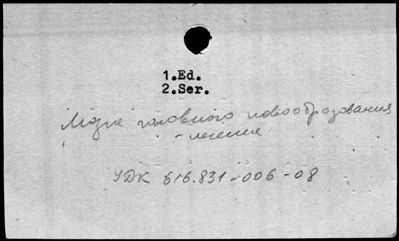 1.Ed.
2.Ser.
Мозга головного новообразования
- лечение
УДК 616.831-006-08